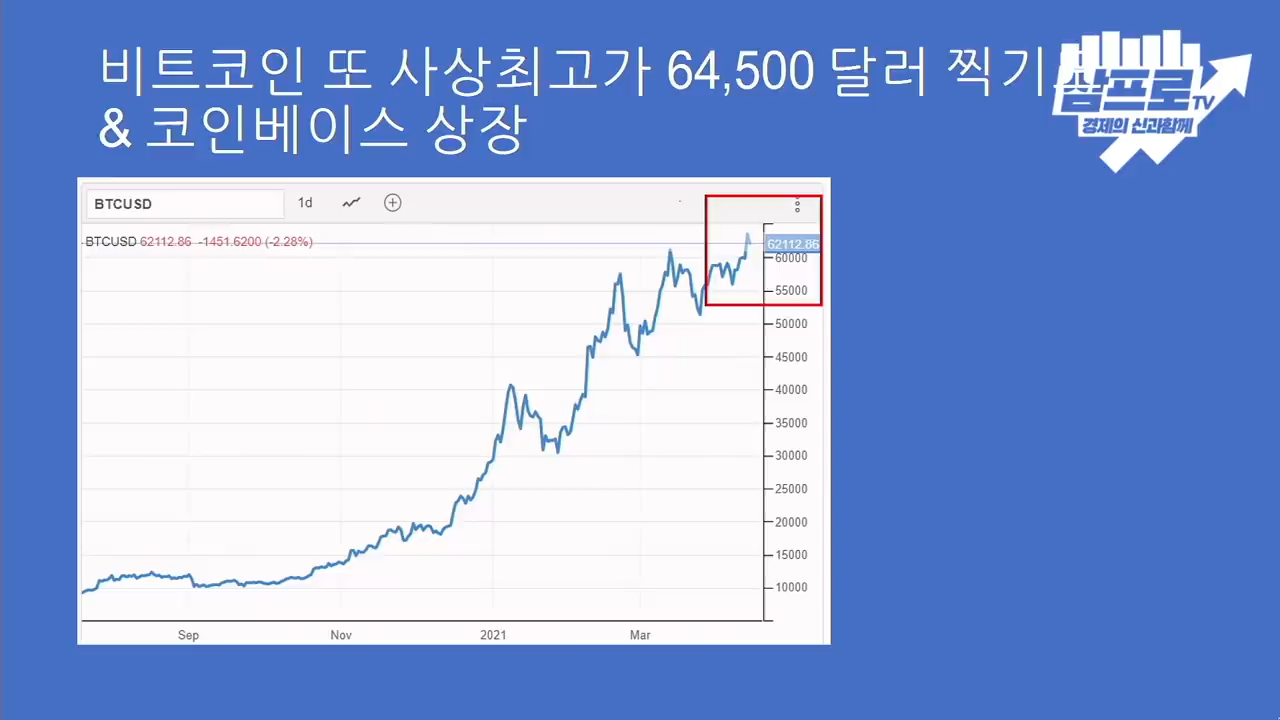 비트코인 또 사상최고가 64,500 달러 찍기도
& 코인베이스 상장
삼프로TV
경제의 신과함께
BTCUSD 1d
BTCUSD 62112.86 -1451.6200 (-2.28%)
62112.86
60000
55000
50000
45000
40000
35000
30000
25000
20000
15000
10000
Sep Nov 2021 Mar